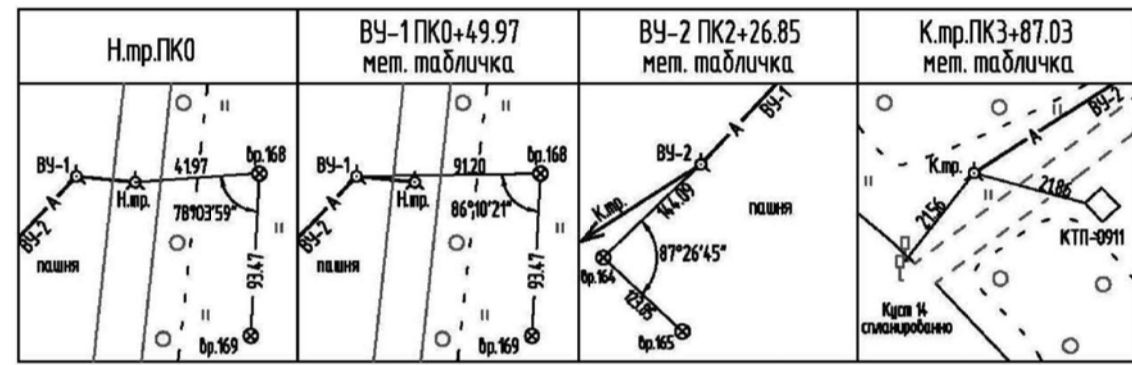 Н.тр.ПК0
ВУ-1
41.97
вр.168
Н.тр.
78°03'59"
А
ВУ-2
пашня
93.47
вр.169
ВУ-1 ПК0+49.97
мет. табличка
ВУ-1
91.20
вр.168
Н.тр.
86°10'21"
А
ВУ-2
пашня
93.47
вр.169
ВУ-2 ПК2+26.85
мет. табличка
ВУ-1
А
ВУ-2
К.тр.
144.09
пашня
87°26'45"
вр.164
вр.165
К.тр.ПК3+87.03
мет. табличка
ВУ-2
А
К.тр.
21.86
21.56
КТП-0911
Куст 14
спланированно